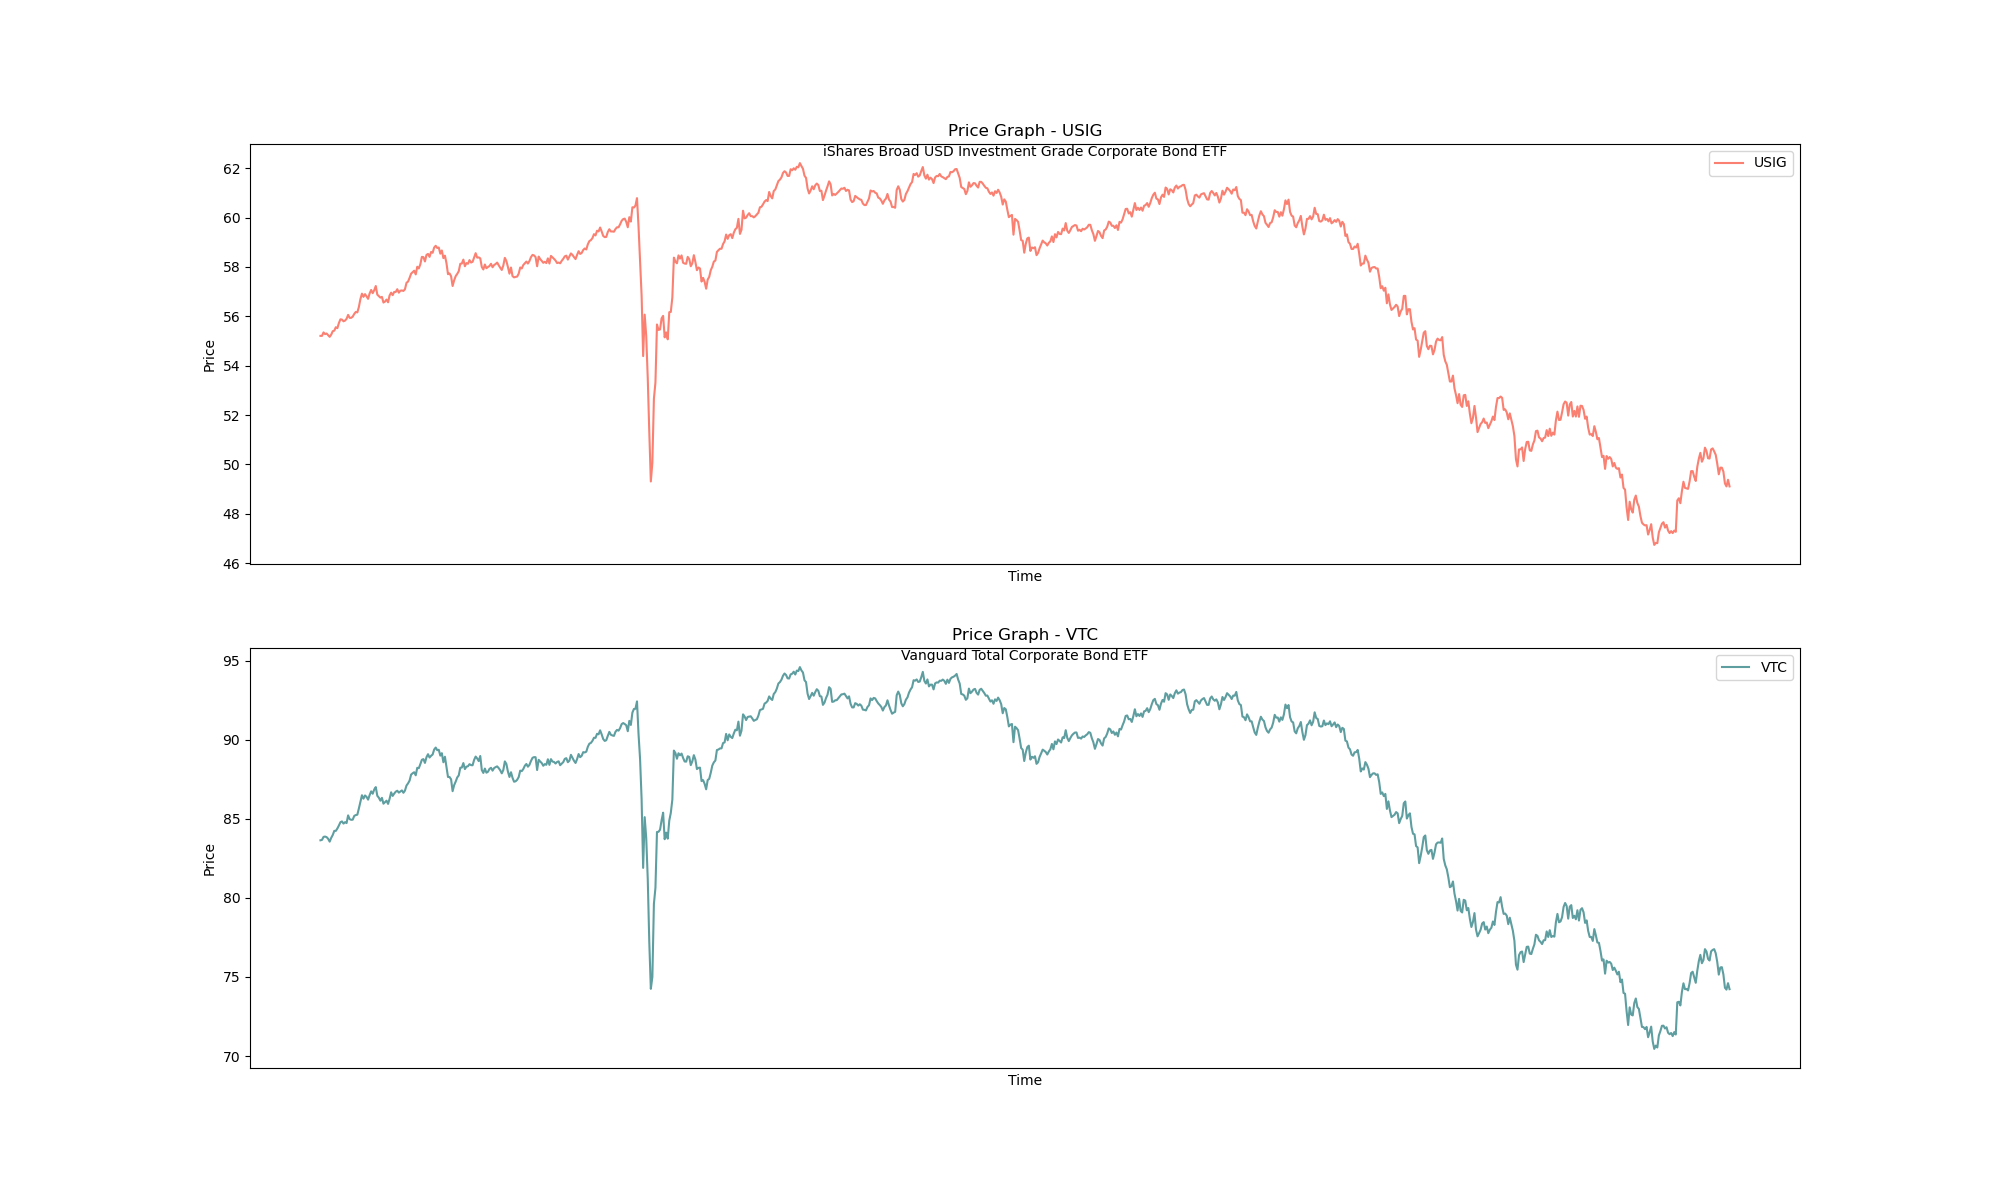 Price Graph - USIG
iShares Broad USD Investment Grade Corporate Bond ETF
USIG
62
60
58
56
54
52
50
48
46
Price
Time
Price Graph - VTC
Vanguard Total Corporate Bond ETF
VTC
95
90
85
80
75
70
Price
Time